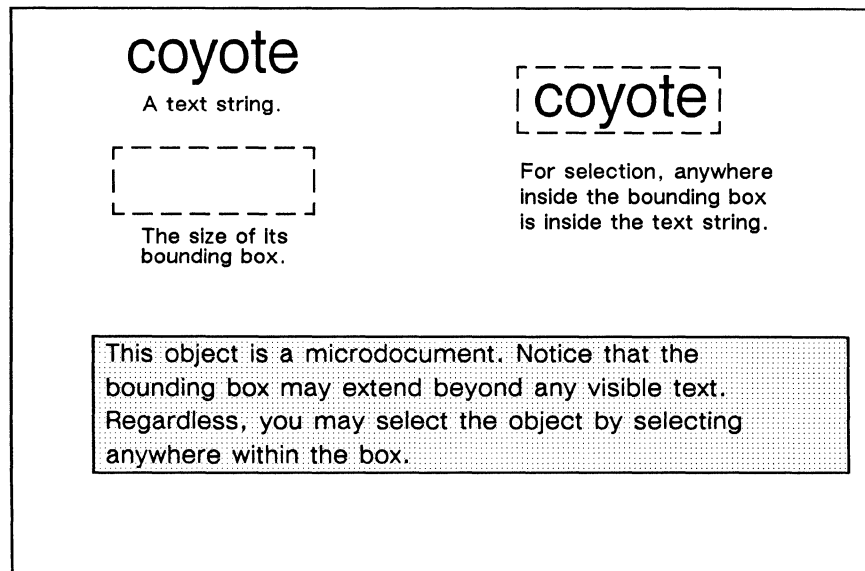 coyote
A text string.
The size of its
bounding box.
coyote
For selection, anywhere
inside the bounding box
is inside the text string.
This object is a microdocument. Notice that the
bounding box may extend beyond any visible text.
Regardless, you may select the object by selecting
anywhere within the box.